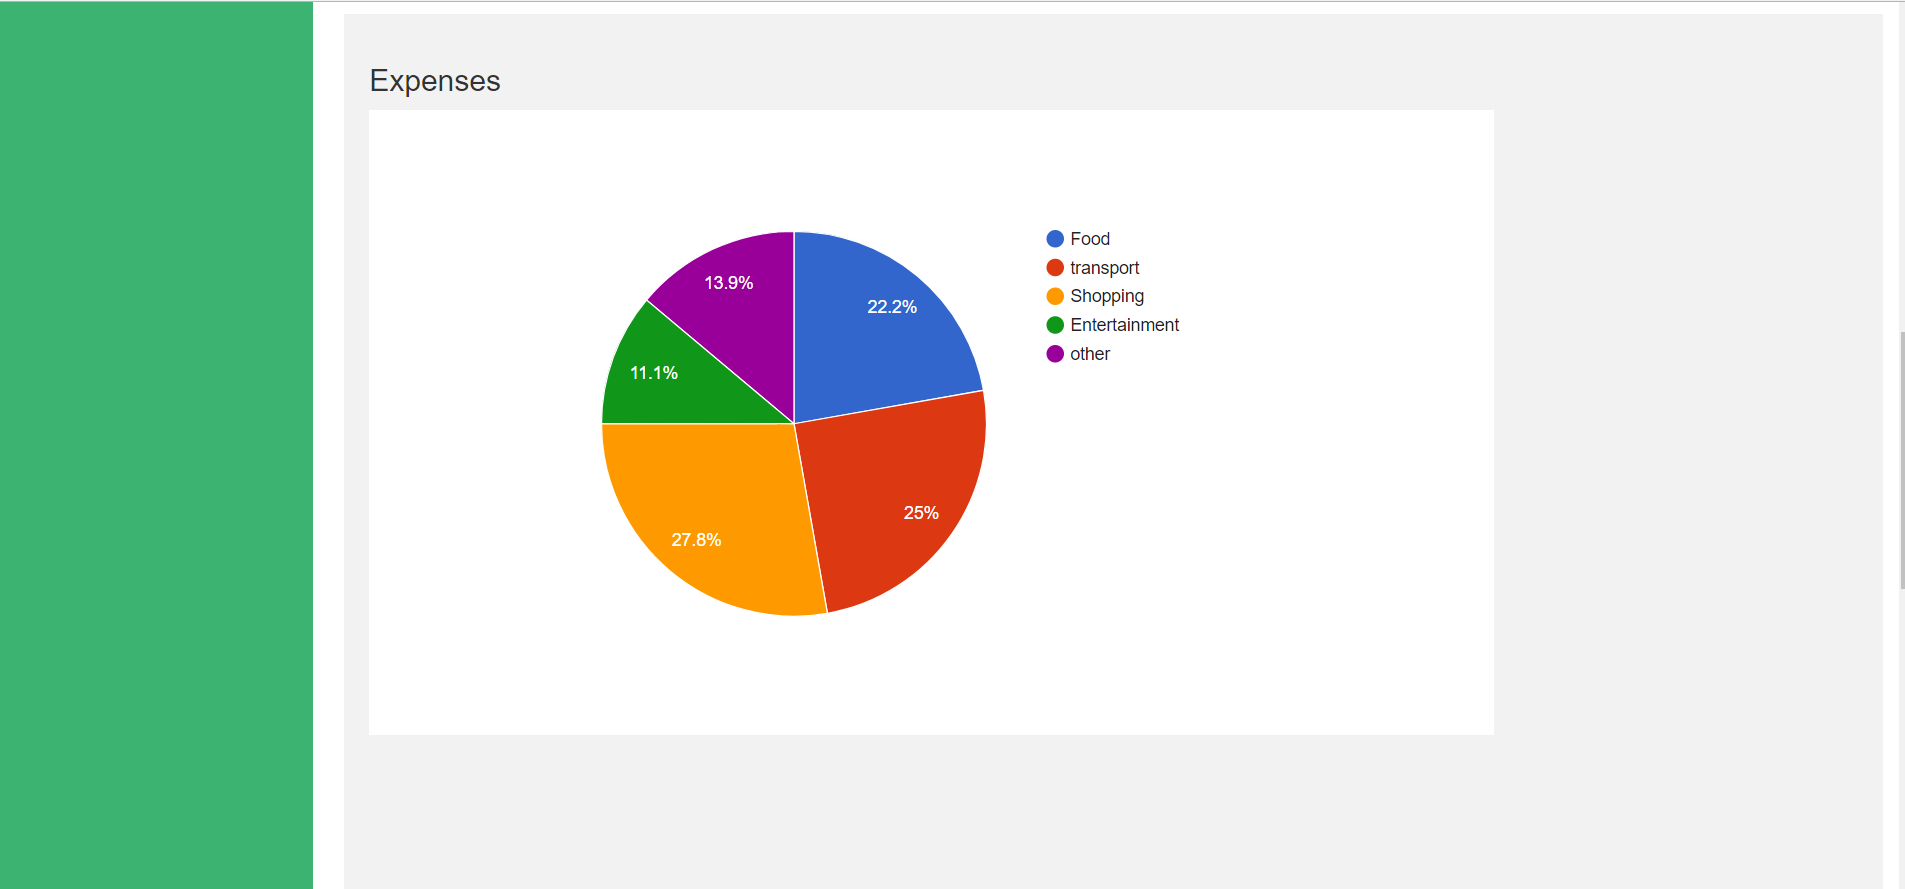 Expenses
13.9%
22.2%
11.1%
25%
27.8%
Food
transport
Shopping
Entertainment
other